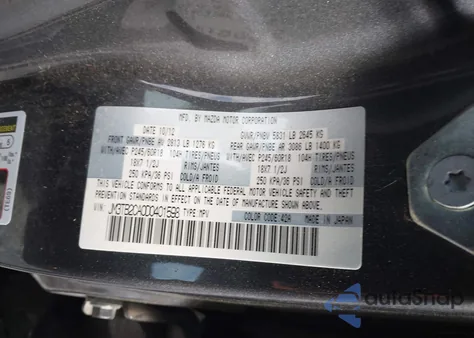 MFD. BY MAZDA MOTOR CORPORATION
DATE 10/12
GVWR/PNBV 5831 LB 2645 KG
FRONT GAWR/PNBE AV 2813 LB 1276 KG
REAR GAWR/PNBE AR 3086 LB 1400 KG
WITH/AVEC P245/60R18 104H TIRES/PNEUS
WITH/AVEC P245/60R18 104H TIRES/PNEUS
18X7 1/2J RIMS/JANTES
18X7 1/2J RIMS/JANTES
250 KPA/36 PSI COLD/A FROID
250 KPA/36 PSI COLD/A FROID
THIS VEHICLE CONFORMS TO ALL APPLICABLE FEDERAL MOTOR VEHICLE
SAFETY AND THEFT PREVENTION STANDARDS IN EFFECT ON
THE DATE OF MANUFACTURE SHOWN ABOVE.
VIN: JM3TB2CA0D0401598 TYPE:MPV
COLOR CODE:42A MADE IN JAPAN
autoSnap